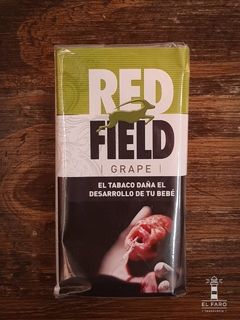 RED
FIELD
| GRAPE |
EL TABACO DAÑA EL
DESARROLLO DE TU BEBÉ
EL FARO